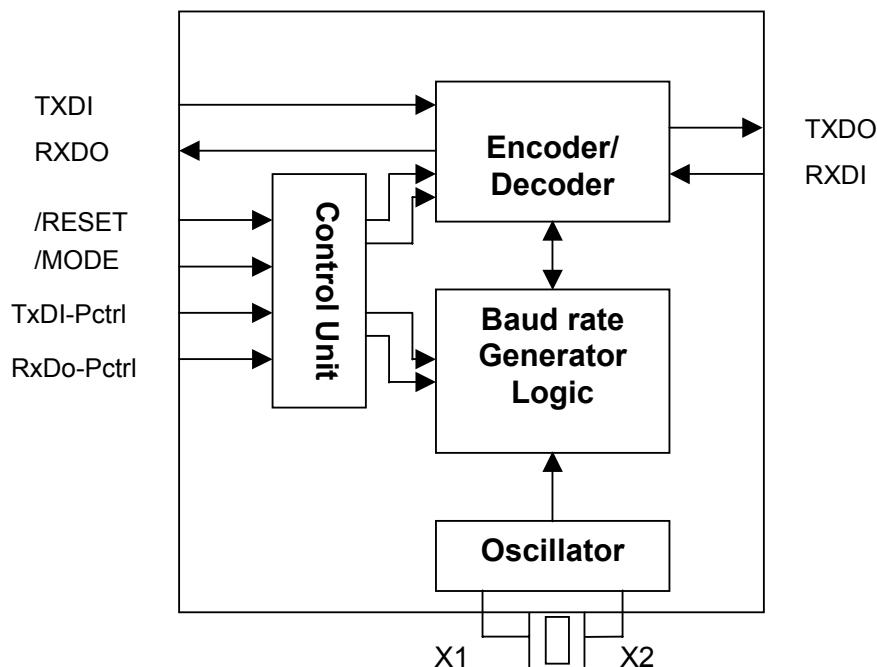 TXDI
RXDO
/RESET
/MODE
TxDI-Pctrl
RxDo-Pctrl
Control Unit
Encoder/
Decoder
TXDO
RXDI
Baud rate
Generator
Logic
Oscillator
X1
X2